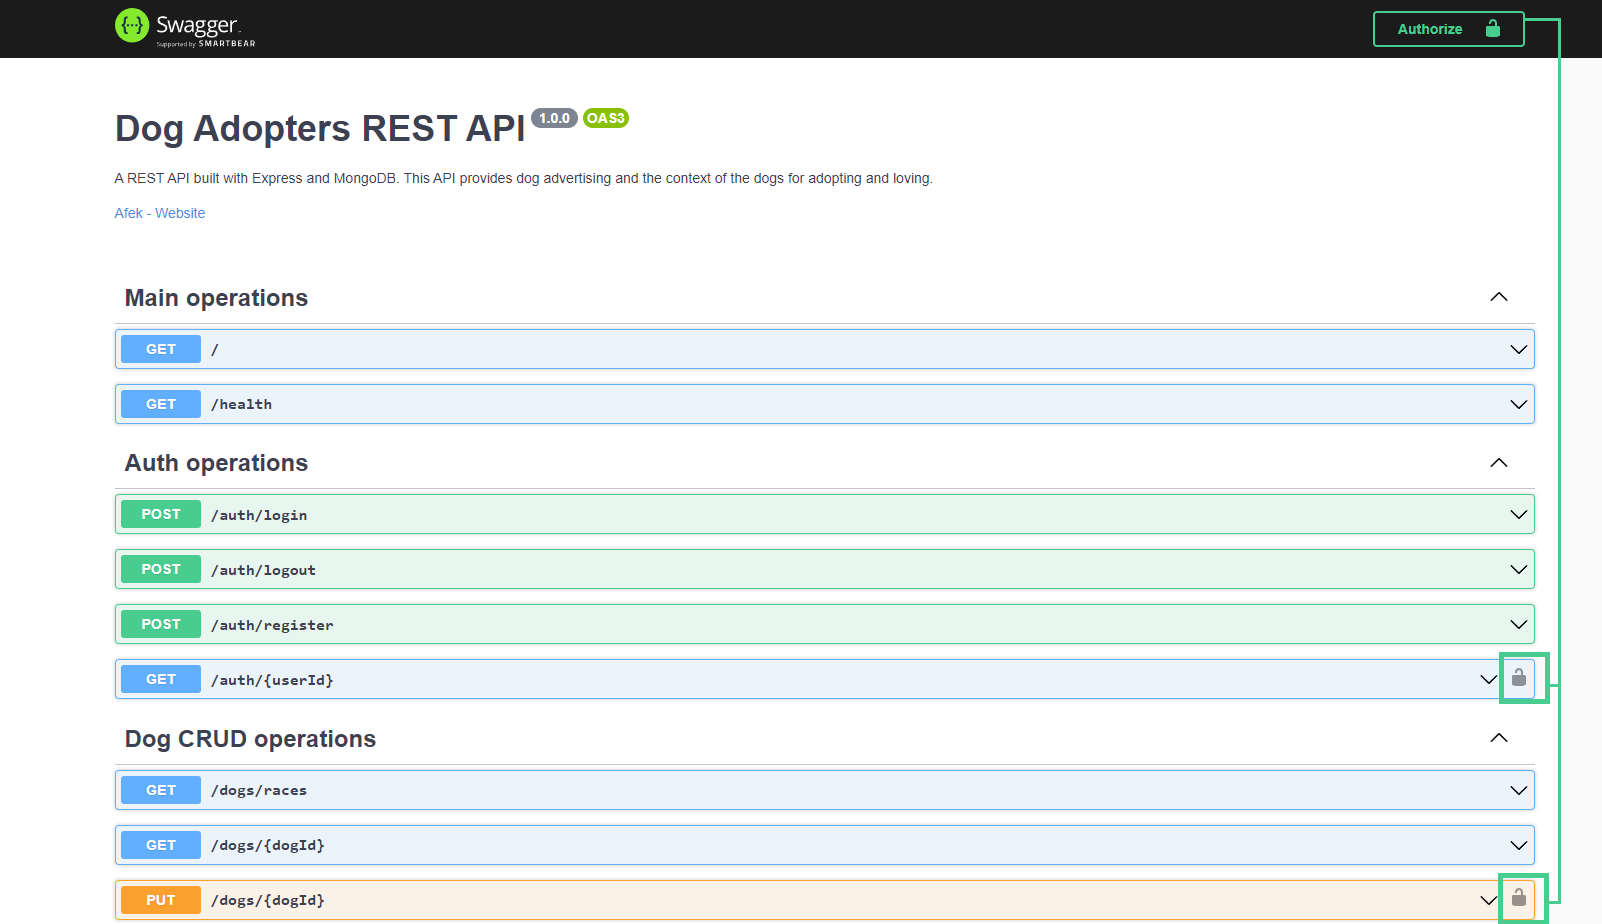 Swagger
Supported by SMARTBEAR
Authorize
Dog Adopters REST API 1.0.0 OAS3
A REST API built with Express and MongoDB. This API provides dog advertising and the context of the dogs for adopting and loving.
Afek - Website
Main operations
GET /
GET /health
Auth operations
POST /auth/login
POST /auth/logout
POST /auth/register
GET /auth/{userId}
Dog CRUD operations
GET /dogs/races
GET /dogs/{dogId}
PUT /dogs/{dogId}